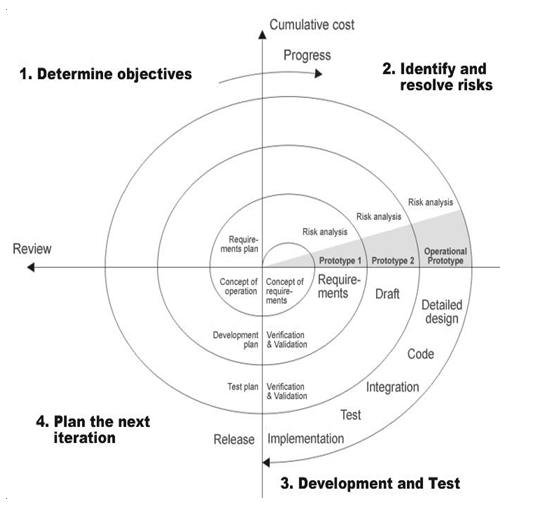 Cumulative cost
Progress
1. Determine objectives
2. Identify and
resolve risks
Risk analysis
Risk analysis
Risk analysis
Require-
ments plan
Review
Prototype 1
Prototype 2
Operational
Prototype
Concept of
operation
Concept of
require-
ments
Require-
ments
Draft
Detailed
design
Development
plan
Verification
& Validation
Code
Test plan
Verification
& Validation
Integration
Test
4. Plan the next
iteration
Release
Implementation
3. Development and Test